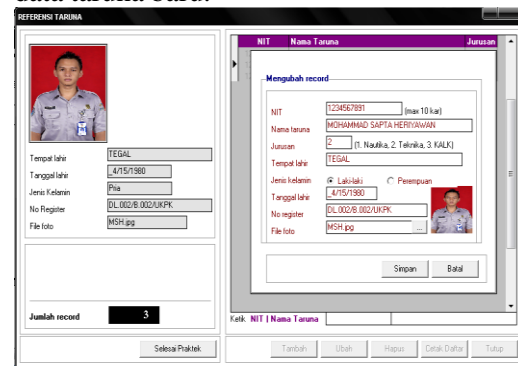 data taruna baru.
REFERENSI TARUNA
Tempat lahir TEGAL
Tanggal lahir _4/15/1980
Jenis Kelamin Pria
No Register DL.002/B.002/UKPK
File foto MSH.jpg
Jumlah record 3
Selesai Praktek
NIT Nama Taruna Jurusan
Mengubah record
NIT 1234567891 (max 10 kar)
Nama taruna MOHAMMAD SAPTA HERIYAWAN
Jurusan 2 (1. Nautika, 2. Teknika, 3. KALK)
Tempat lahir TEGAL
Jenis kelamin Laki-laki Perempuan
Tanggal lahir _4/15/1980
No register DL.002/B.002/UKPK
File foto MSH.jpg ...
Simpan Batal
Ketik NIT | Nama Taruna
Tambah Ubah Hapus Cetak Daftar Tutup